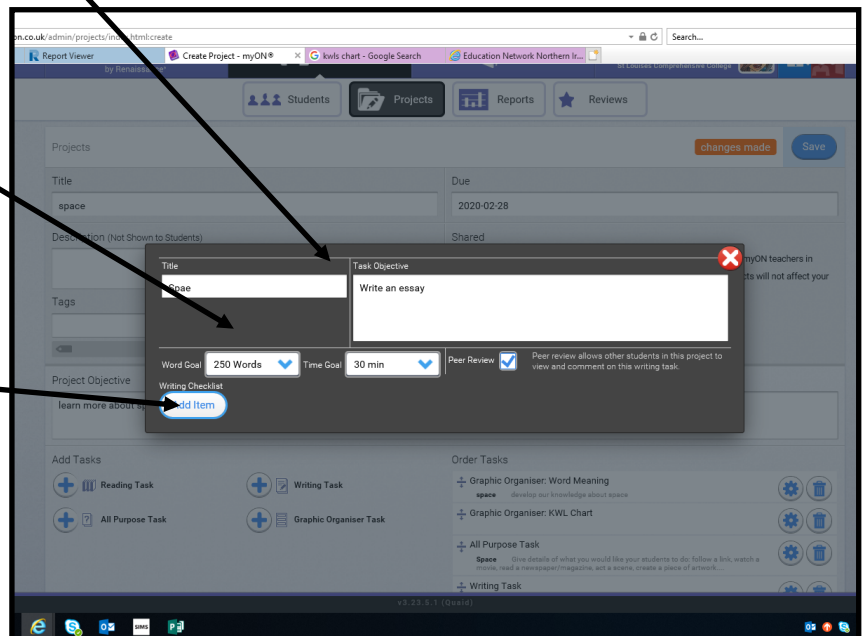 on.co.uk/admin/projects/index.html:create
Search...
Report Viewer
Create Project - myON®
kwls chart - Google Search
Education Network Northern Ir...
by Renaissance
St Louises Comprehensive College
Students
Projects
Reports
Reviews
Projects
changes made
Save
Title
Due
space
2020-02-28
Description (Not Shown to Students)
Shared
myON teachers in
cts will not affect your
Tags
Title
Task Objective
Spae
Write an essay
Word Goal
250 Words
Time Goal
30 min
Peer Review
Peer review allows other students in this project to
view and comment on this writing task.
Writing Checklist
Add Item
Project Objective
learn more about sp
Add Tasks
Order Tasks
Reading Task
Writing Task
All Purpose Task
Graphic Organiser Task
Graphic Organiser: Word Meaning
space develop our knowledge about space
Graphic Organiser: KWL Chart
All Purpose Task
Space Give details of what you would like your students to do: follow a link, watch a
movie, read a newspaper/magazine, act a scene, create a piece of artwork...
Writing Task
v3.23.5.1 (Quaid)
SIMS